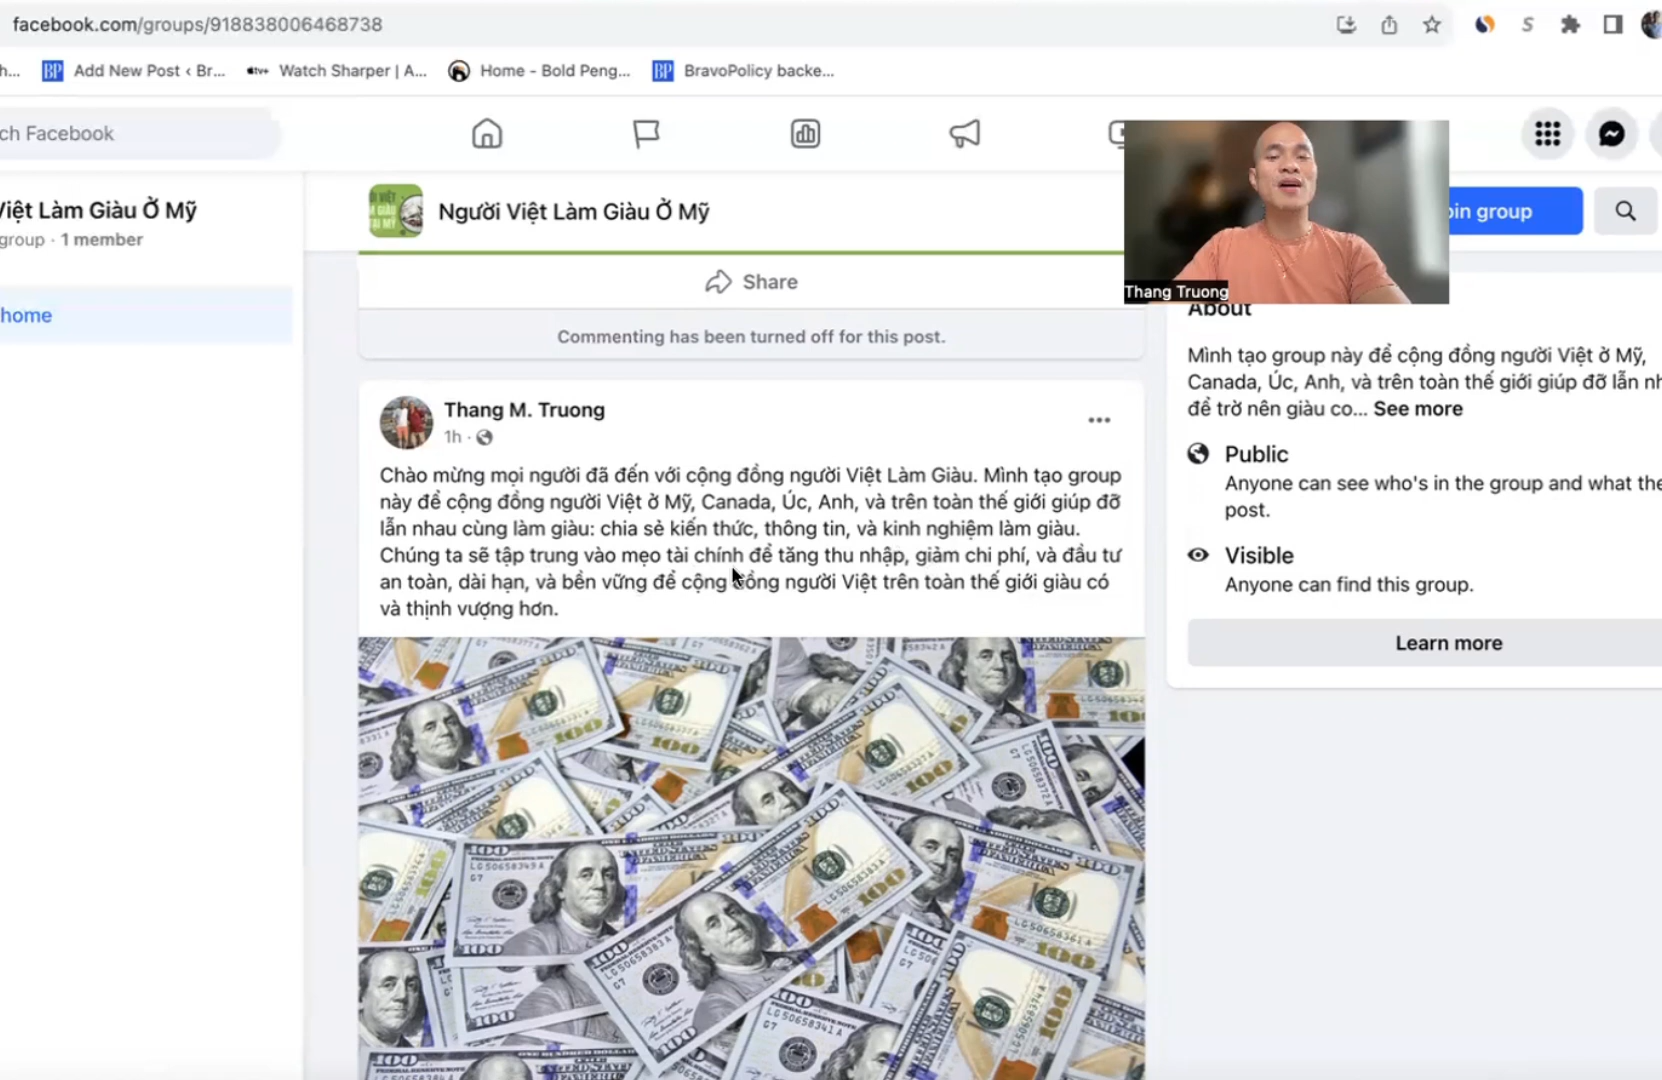 facebook.com/groups/918838006468738
h...
BP Add New Post ‹ Br...
tv+ Watch Sharper | A...
Home - Bold Peng...
BP BravoPolicy backe...
ch Facebook
Việt Làm Giàu Ở Mỹ
group · 1 member
home
Người Việt Làm Giàu Ở Mỹ
oin group
Share
Commenting has been turned off for this post.
Thang Truong
Thang M. Truong
1h ·
Chào mừng mọi người đã đến với cộng đồng người Việt Làm Giàu. Mình tạo group
này để cộng đồng người Việt ở Mỹ, Canada, Úc, Anh, và trên toàn thế giới giúp đỡ
lẫn nhau cùng làm giàu: chia sẻ kiến thức, thông tin, và kinh nghiệm làm giàu.
Chúng ta sẽ tập trung vào mẹo tài chính để tăng thu nhập, giảm chi phí, và đầu tư
an toàn, dài hạn, và bền vững để cộng đồng người Việt trên toàn thế giới giàu có
và thịnh vượng hơn.
About
Mình tạo group này để cộng đồng người Việt ở Mỹ,
Canada, Úc, Anh, và trên toàn thế giới giúp đỡ lẫn nh
để trở nên giàu co... See more
Public
Anyone can see who's in the group and what the
post.
Visible
Anyone can find this group.
Learn more